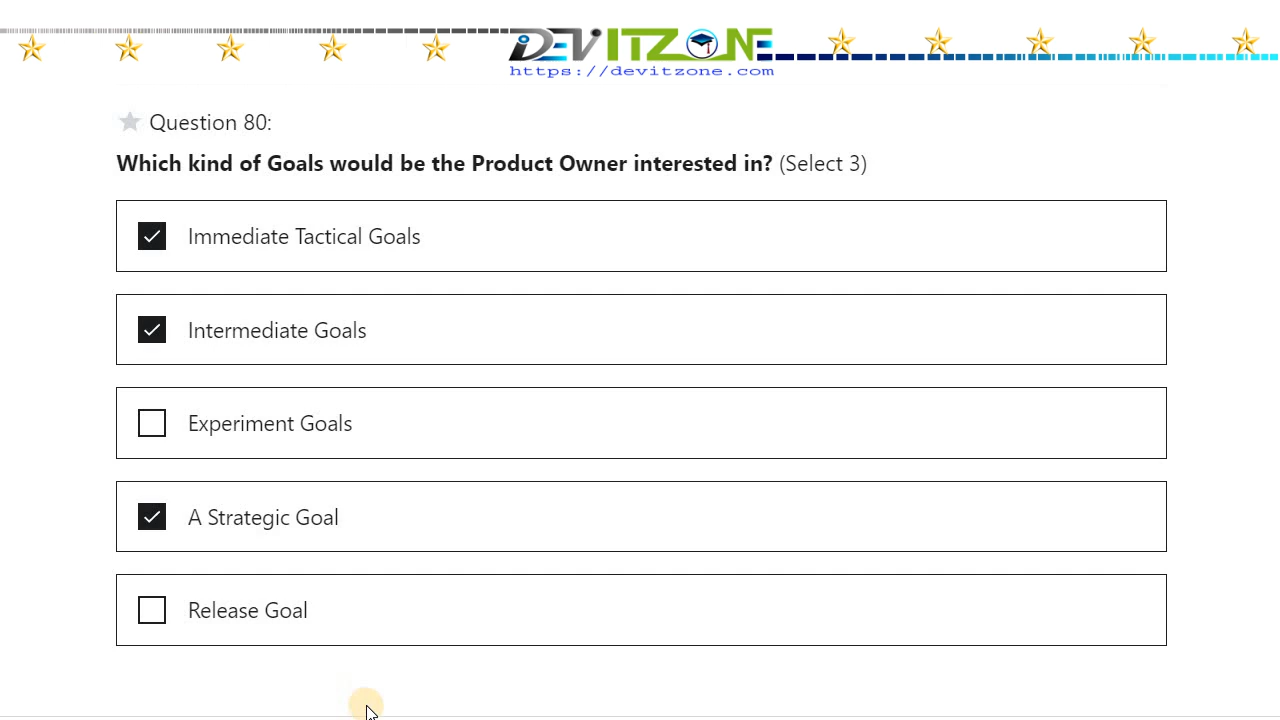 DEVITZONE
https://devitzone.com
Question 80:
Which kind of Goals would be the Product Owner interested in? (Select 3)
Immediate Tactical Goals
Intermediate Goals
Experiment Goals
A Strategic Goal
Release Goal